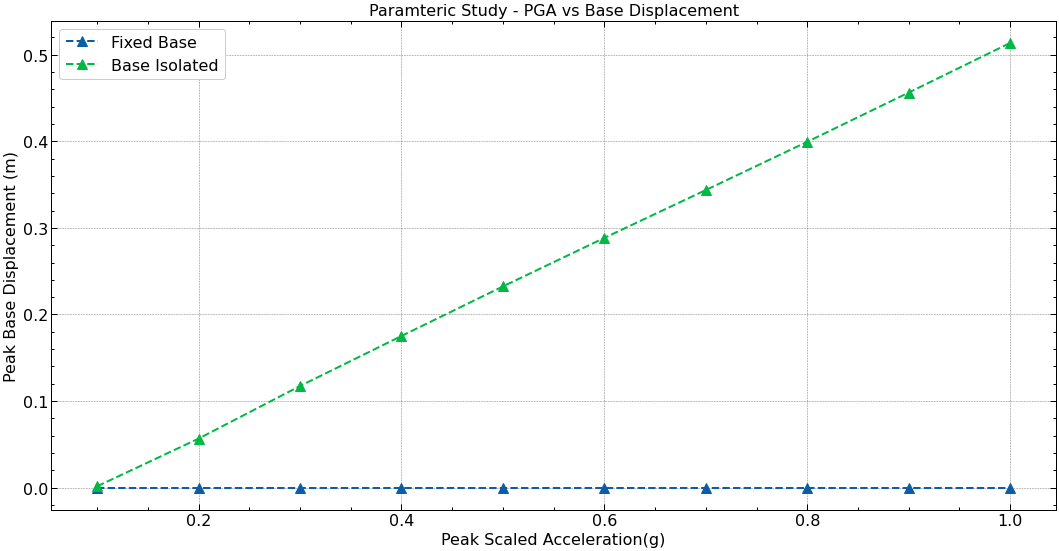 Paramteric Study - PGA vs Base Displacement
Fixed Base
Base Isolated
Peak Base Displacement (m)
0.5
0.4
0.3
0.2
0.1
0.0
0.2
0.4
0.6
0.8
1.0
Peak Scaled Acceleration(g)